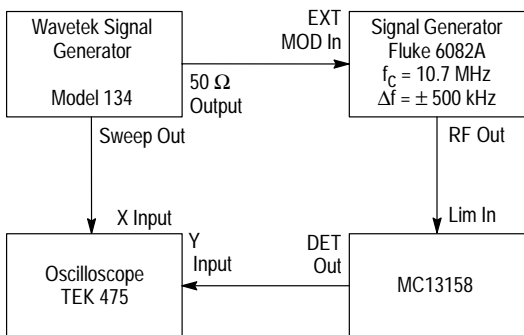 Wavetek Signal
Generator
Model 134
EXT
MOD In
Signal Generator
Fluke 6082A
fC = 10.7 MHz
Δf = ± 500 kHz
50 Ω
Output
Sweep Out
RF Out
X Input
Y
Input
DET
Out
Lim In
Oscilloscope
TEK 475
MC13158